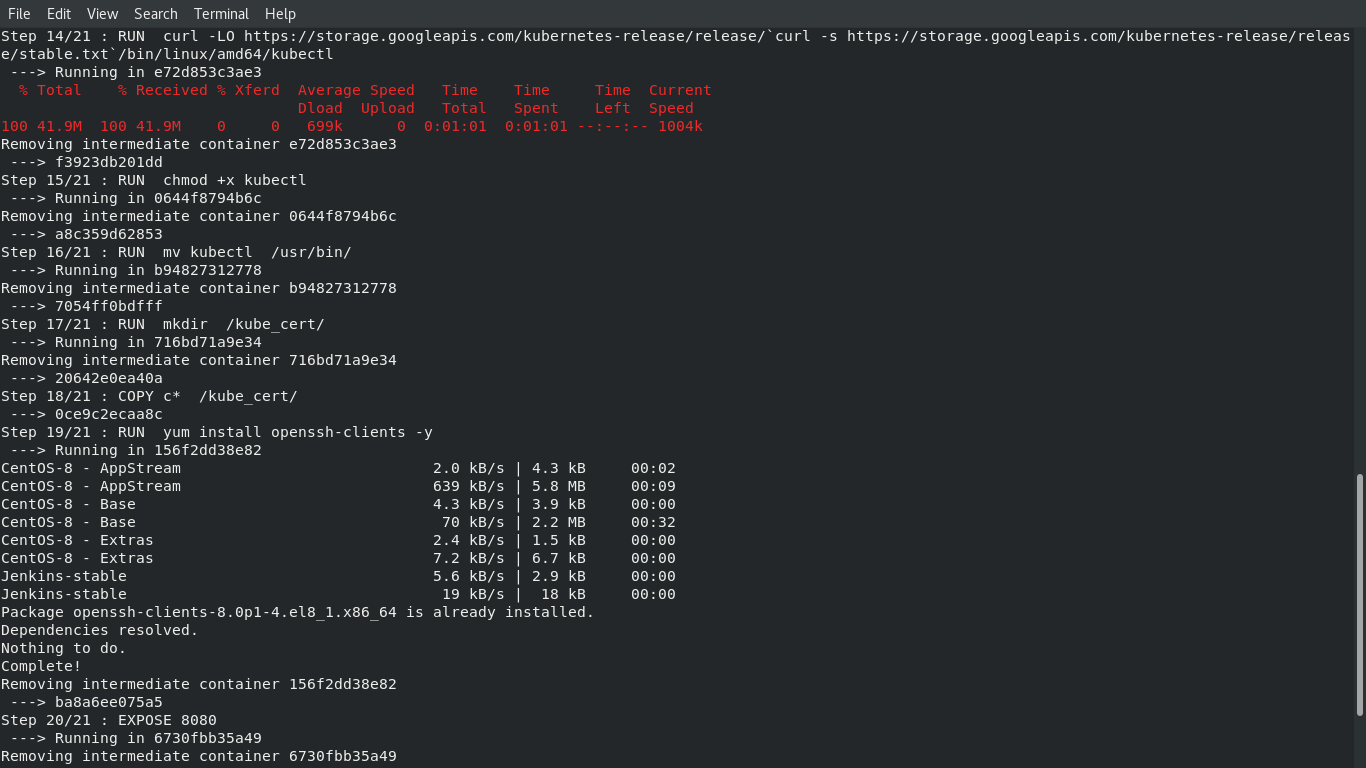 File Edit View Search Terminal Help
Step 14/21 : RUN  curl -LO https://storage.googleapis.com/kubernetes-release/release/`curl -s https://storage.googleapis.com/kubernetes-release/releas
e/stable.txt`/bin/linux/amd64/kubectl
 ---> Running in e72d853c3ae3
  % Total    % Received % Xferd  Average Speed   Time    Time     Time  Current
                                 Dload  Upload   Total   Spent    Left  Speed
100 41.9M  100 41.9M    0     0   699k      0  0:01:01  0:01:01 --:--:-- 1004k
Removing intermediate container e72d853c3ae3
 ---> f3923db201dd
Step 15/21 : RUN  chmod +x kubectl
 ---> Running in 0644f8794b6c
Removing intermediate container 0644f8794b6c
 ---> a8c359d62853
Step 16/21 : RUN  mv kubectl  /usr/bin/
 ---> Running in b94827312778
Removing intermediate container b94827312778
 ---> 7054ff0bdfff
Step 17/21 : RUN  mkdir  /kube_cert/
 ---> Running in 716bd71a9e34
Removing intermediate container 716bd71a9e34
 ---> 20642e0ea40a
Step 18/21 : COPY c*  /kube_cert/
 ---> 0ce9c2ecaa8c
Step 19/21 : RUN  yum install openssh-clients -y
 ---> Running in 156f2dd38e82
CentOS-8 - AppStream                            2.0 kB/s | 4.3 kB     00:02
CentOS-8 - AppStream                            639 kB/s | 5.8 MB     00:09
CentOS-8 - Base                                 4.3 kB/s | 3.9 kB     00:00
CentOS-8 - Base                                  70 kB/s | 2.2 MB     00:32
CentOS-8 - Extras                               2.4 kB/s | 1.5 kB     00:00
CentOS-8 - Extras                               7.2 kB/s | 6.7 kB     00:00
Jenkins-stable                                  5.6 kB/s | 2.9 kB     00:00
Jenkins-stable                                   19 kB/s |  18 kB     00:00
Package openssh-clients-8.0p1-4.el8_1.x86_64 is already installed.
Dependencies resolved.
Nothing to do.
Complete!
Removing intermediate container 156f2dd38e82
 ---> ba8a6ee075a5
Step 20/21 : EXPOSE 8080
 ---> Running in 6730fbb35a49
Removing intermediate container 6730fbb35a49